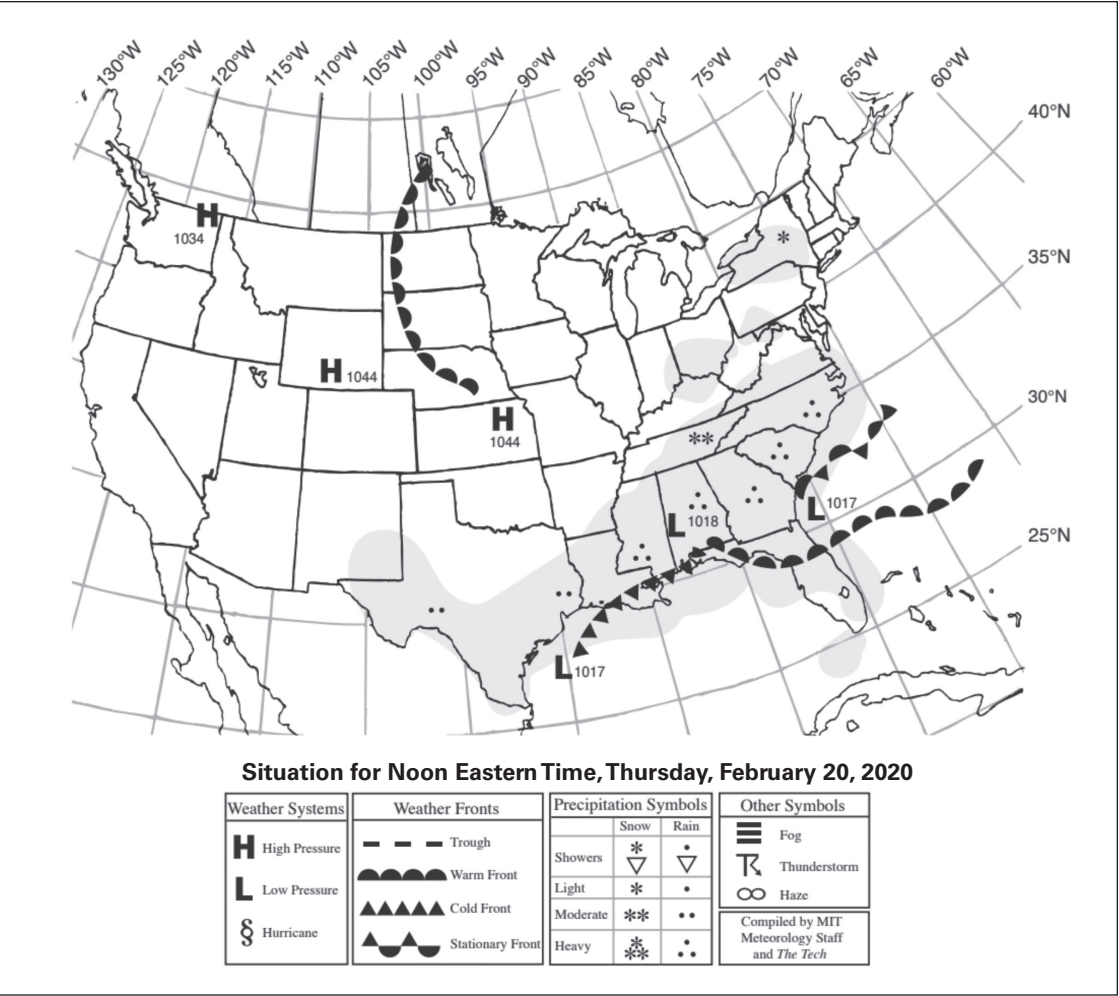 130°W 125°W 120°W 115°W 110°W 105°W 100°W 95°W 90°W 85°W 80°W 75°W 70°W 65°W 60°W
40°N
35°N
30°N
25°N
H
1034
H 1044
H
1044
*
**
L 1018
L 1017
L 1017
Situation for Noon Eastern Time, Thursday, February 20, 2020
Weather Systems
H High Pressure
L Low Pressure
§ Hurricane
Weather Fronts
Trough
Warm Front
Cold Front
Stationary Front
Precipitation Symbols
Snow Rain
Showers
Light
Moderate
Heavy
Other Symbols
Fog
Thunderstorm
Haze
Compiled by MIT
Meteorology Staff
and The Tech